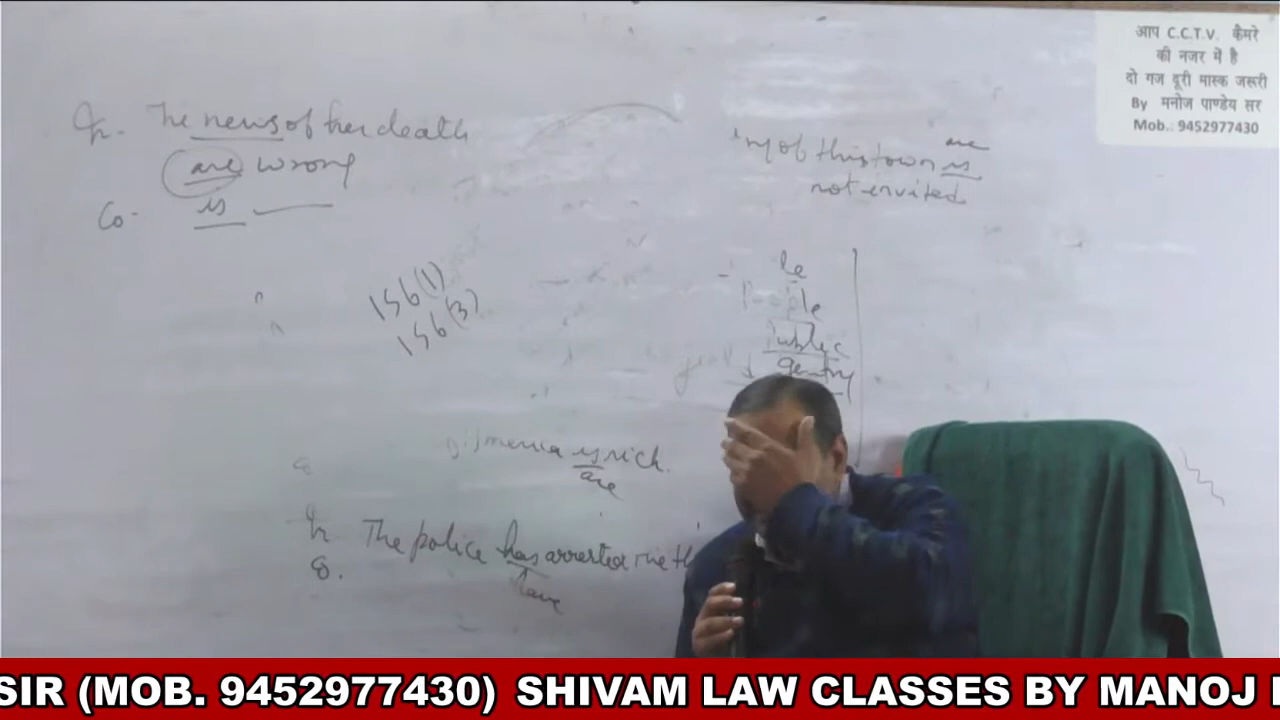 The news of her death
are wrong
Co- is
are
of this town is
not invited
156(1)
156(3)
le
Public
gentry
is rich.
are
The police has arrested the
have
आप C.C.T.V. कैमरे
की नजर में है
दो गज दूरी मास्क जरूरी
By मनोज पाण्डेय सर
Mob.: 9452977430
SIR (MOB. 9452977430) SHIVAM LAW CLASSES BY MANOJ